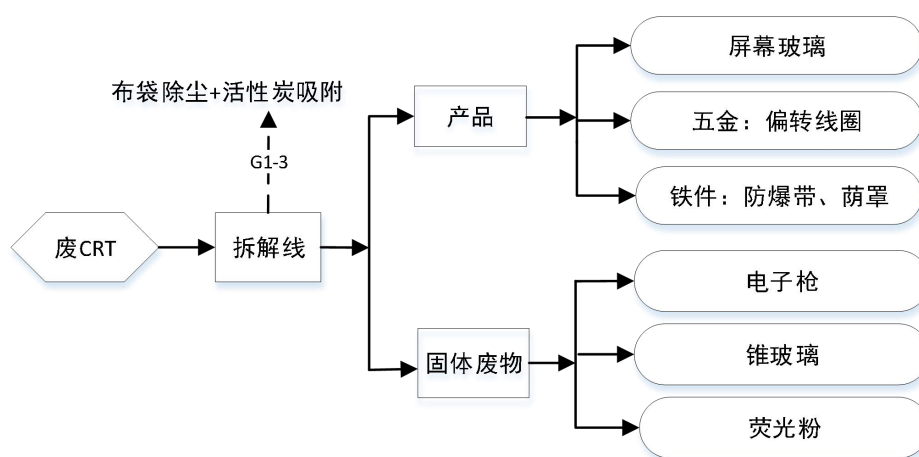 屏幕玻璃
布袋除尘+活性炭吸附
产品
五金：偏转线圈
G1-3
铁件：防爆带、荫罩
废CRT
拆解线
电子枪
固体废物
锥玻璃
荧光粉